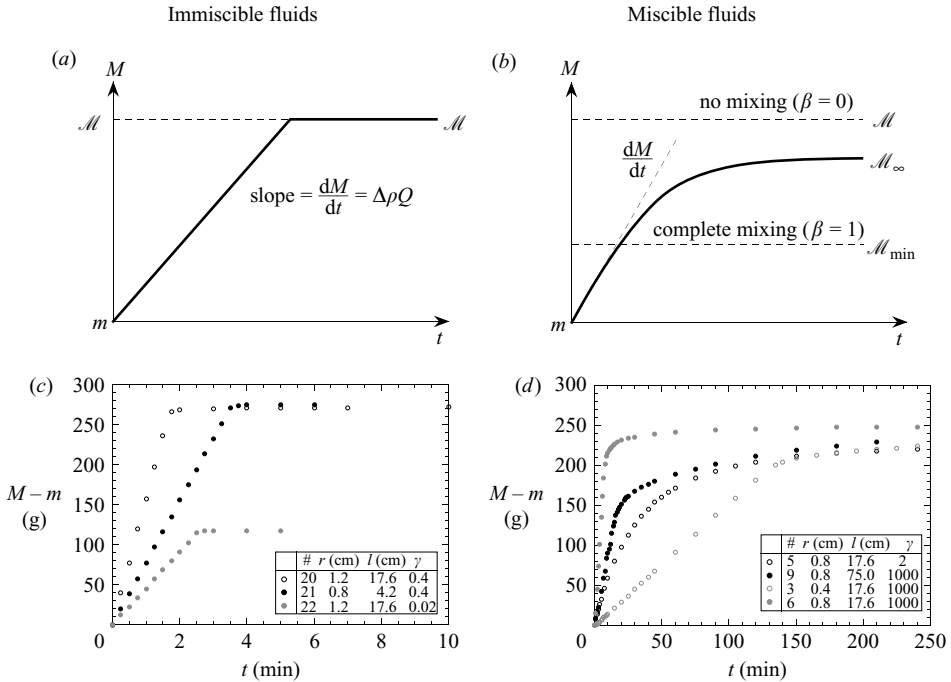 Immiscible fluids
Miscible fluids
(a)
M
ℳ
ℳ
slope = dM/dt = ΔρQ
m
t
(b)
M
no mixing (β = 0)
ℳ
dM/dt
ℳ∞
complete mixing (β = 1)
ℳmin
m
t
(c)
300
250
200
M – m
(g)
150
100
50
0
2
4
6
8
10
t (min)
# r (cm) l (cm) γ
20 1.2 17.6 0.4
21 0.8 4.2 0.4
22 1.2 17.6 0.02
(d)
300
250
200
M – m
(g)
150
100
50
0
50
100
150
200
250
t (min)
# r (cm) l (cm) γ
5 0.8 17.6 2
9 0.8 75.0 1000
3 0.4 17.6 1000
6 0.8 17.6 1000